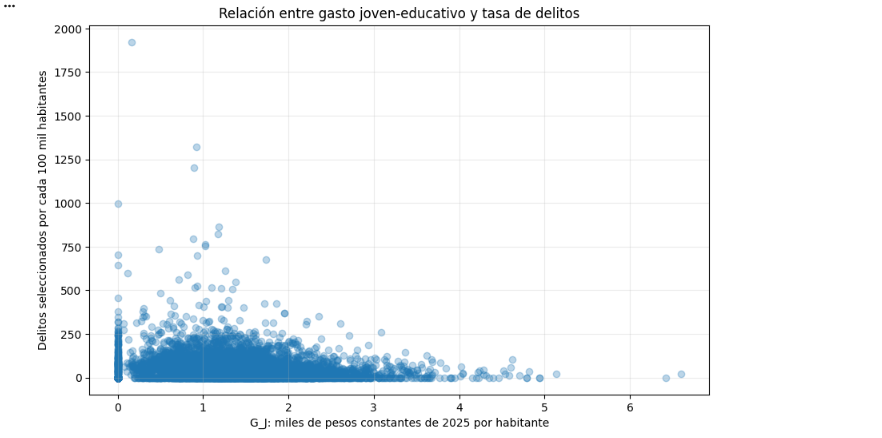 ...
Relación entre gasto joven-educativo y tasa de delitos
Delitos seleccionados por cada 100 mil habitantes
2000
1750
1500
1250
1000
750
500
250
0
0 1 2 3 4 5 6
G_J: miles de pesos constantes de 2025 por habitante